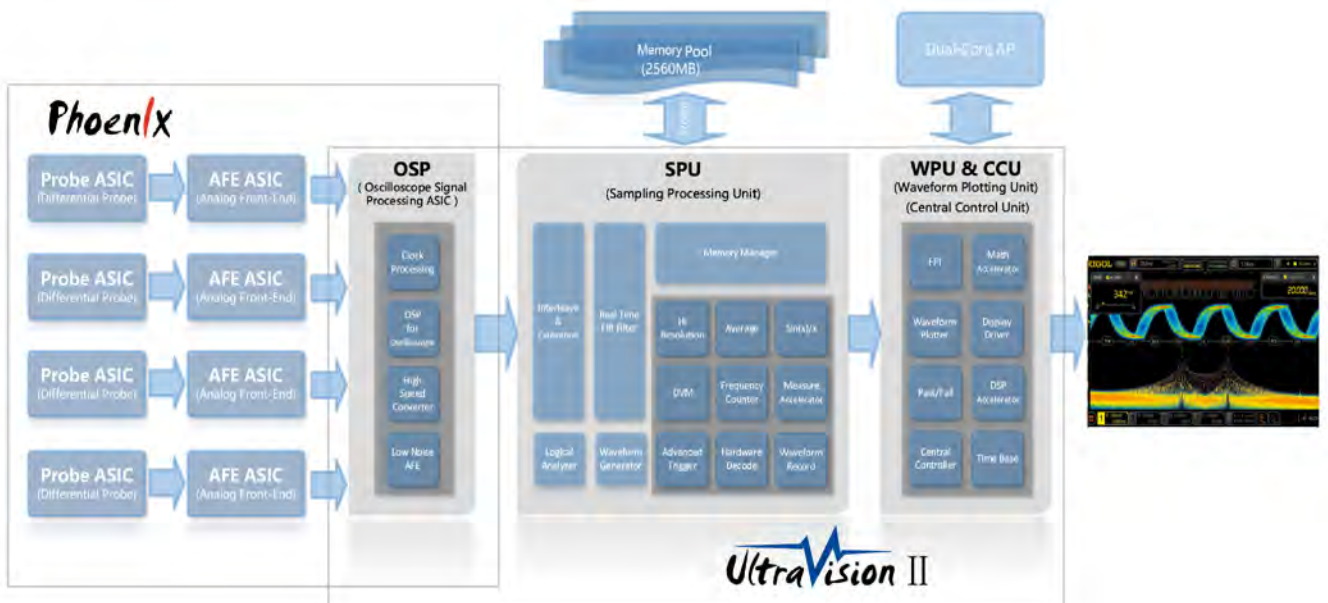 Memory Pool
(2560MB)
Dual-Core AP
Phoenix
Probe ASIC
(Differential Probe)
AFE ASIC
(Analog Front-End)
Probe ASIC
(Differential Probe)
AFE ASIC
(Analog Front-End)
Probe ASIC
(Differential Probe)
AFE ASIC
(Analog Front-End)
Probe ASIC
(Differential Probe)
AFE ASIC
(Analog Front-End)
OSP
( Oscilloscope Signal
Processing ASIC )
Clock
Processing
OSP
for
Oscilloscope
High
Speed
Converter
Low Noise
AFE
SPU
(Sampling Processing Unit)
Interleave
&
Real Time
FIR Filter
Memory Manager
Hi
Resolution
Average
Sin(x)/x
DVM
Frequency
Counter
Measure
Accelerator
Logical
Analyzer
Waveform
Generator
Advanced
Trigger
Hardware
Decode
Waveform
Record
WPU & CCU
(Waveform Plotting Unit)
(Central Control Unit)
Math
Accelerator
Waveform
Plotter
Display
Driver
Pass/Fail
DSP
Accelerator
Central
Controller
Time Base
RIGOL
UltraVision II